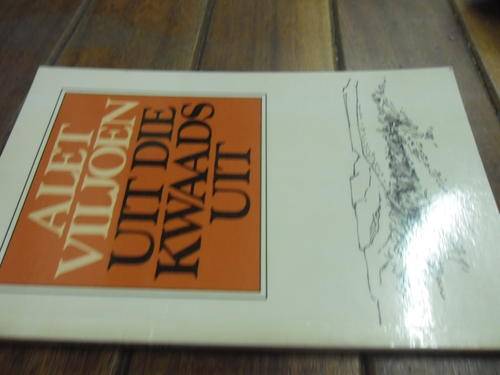 ALET
VILJOEN
UIT DIE
KWAADS
UIT